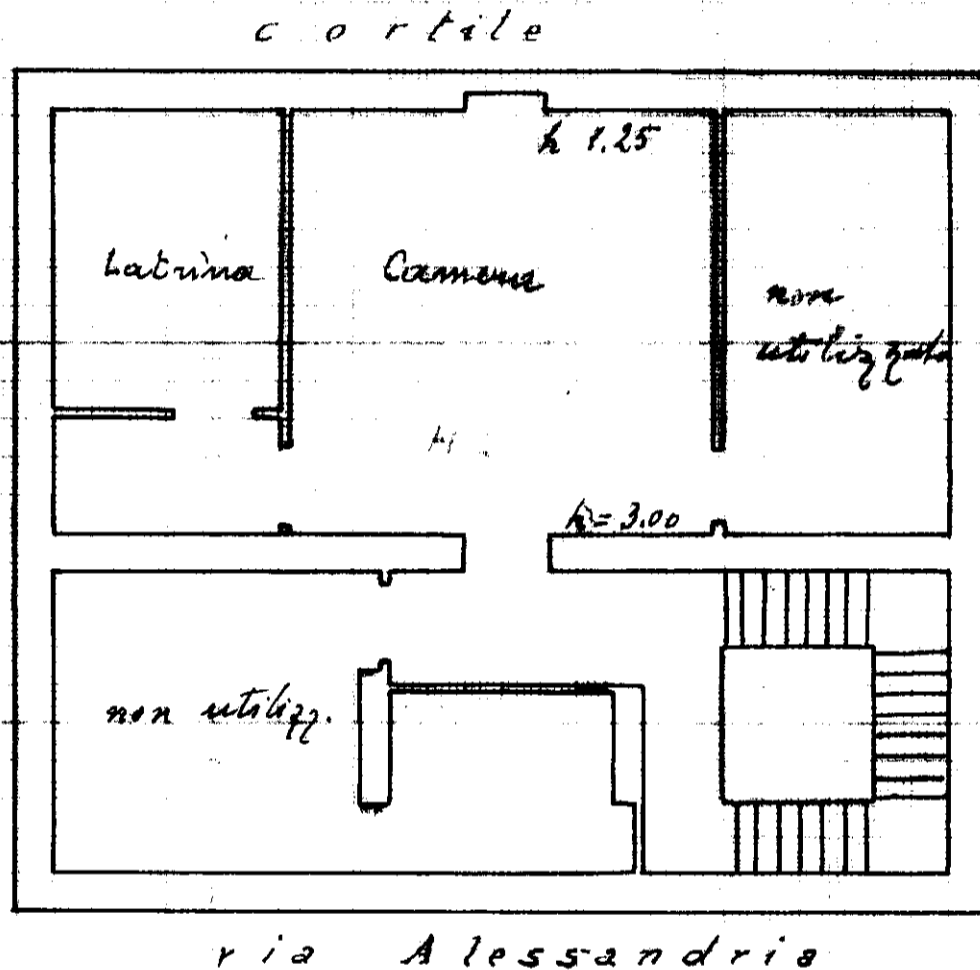 cortile
h 1.25
Latrina
Camera
non
utilizzato
h = 3.00
non utilizz.
via Alessandria